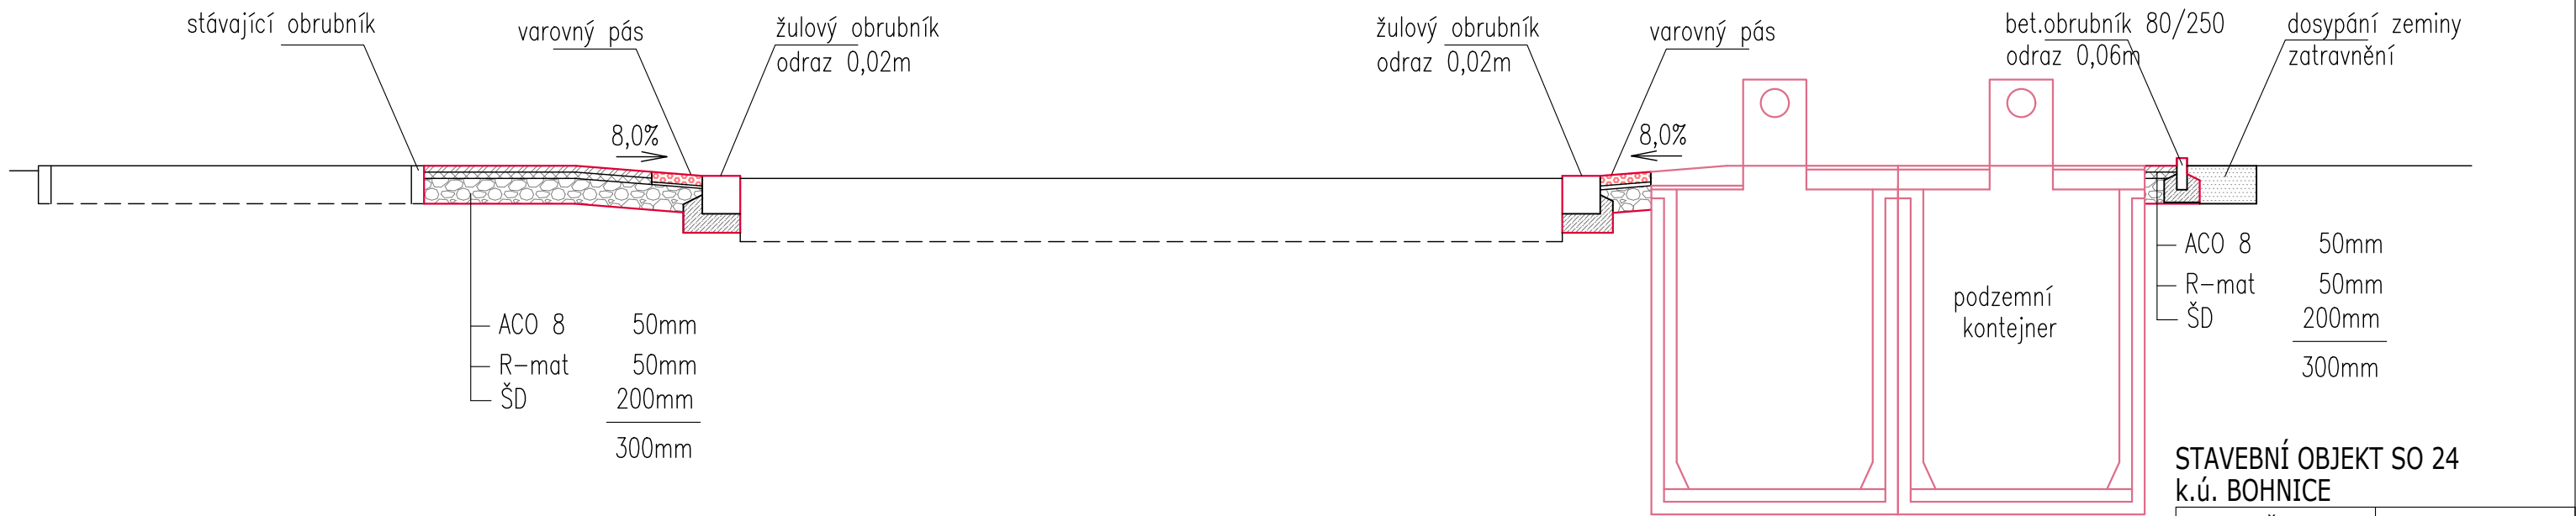 stávající obrubník
varovný pás
žulový obrubník
odraz 0,02m
žulový obrubník
odraz 0,02m
varovný pás
bet.obrubník 80/250
odraz 0,06m
dosypání zeminy
zatravnění
8,0%
8,0%
ACO 8 50mm
R-mat 50mm
ŠD 200mm
300mm
podzemní
kontejner
ACO 8 50mm
R-mat 50mm
ŠD 200mm
300mm
STAVEBNÍ OBJEKT SO 24
k.ú. BOHNICE